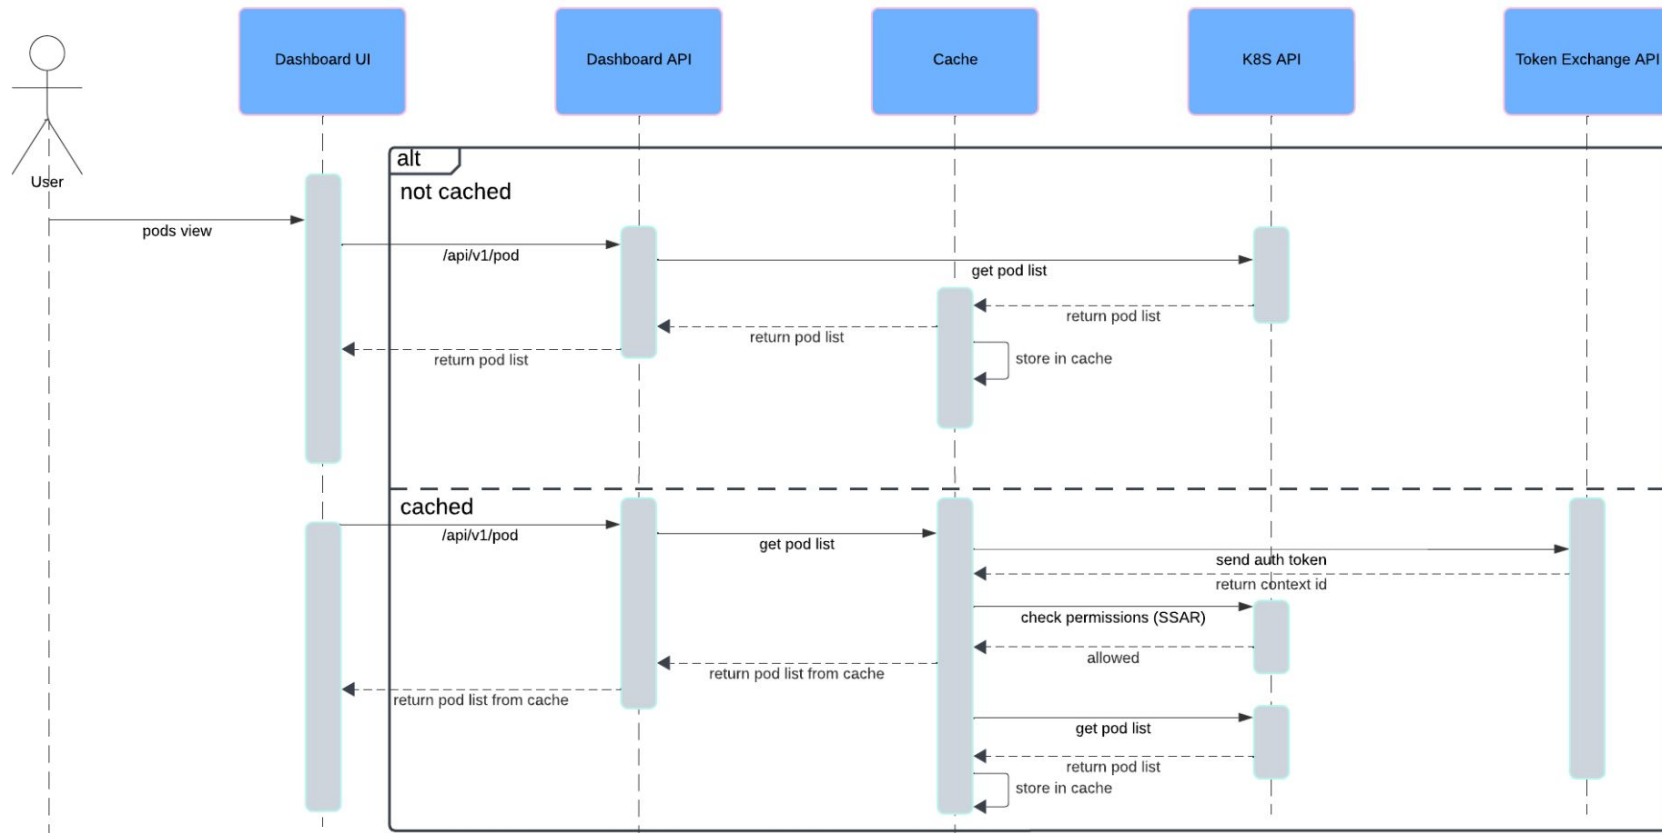 Dashboard UI
Dashboard API
Cache
K8S API
Token Exchange API
User
alt
not cached
pods view
/api/v1/pod
get pod list
return pod list
return pod list
return pod list
store in cache
cached
/api/v1/pod
get pod list
send auth token
return context id
check permissions (SSAR)
allowed
return pod list from cache
return pod list from cache
get pod list
return pod list
store in cache